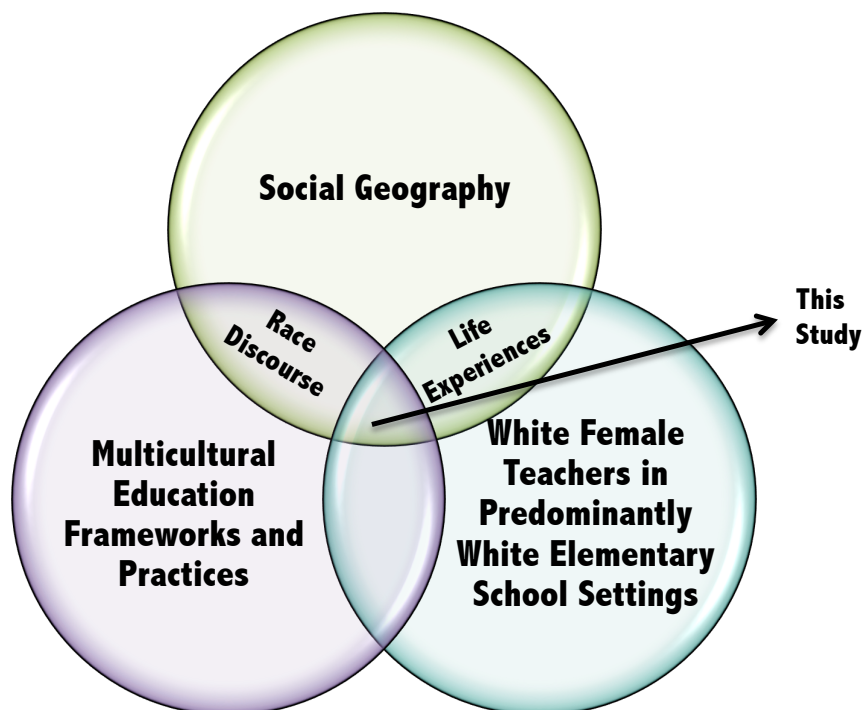 Social Geography
Race
Discourse
Life
Experiences
This
Study
Multicultural
Education
Frameworks and
Practices
White Female
Teachers in
Predominantly
White Elementary
School Settings